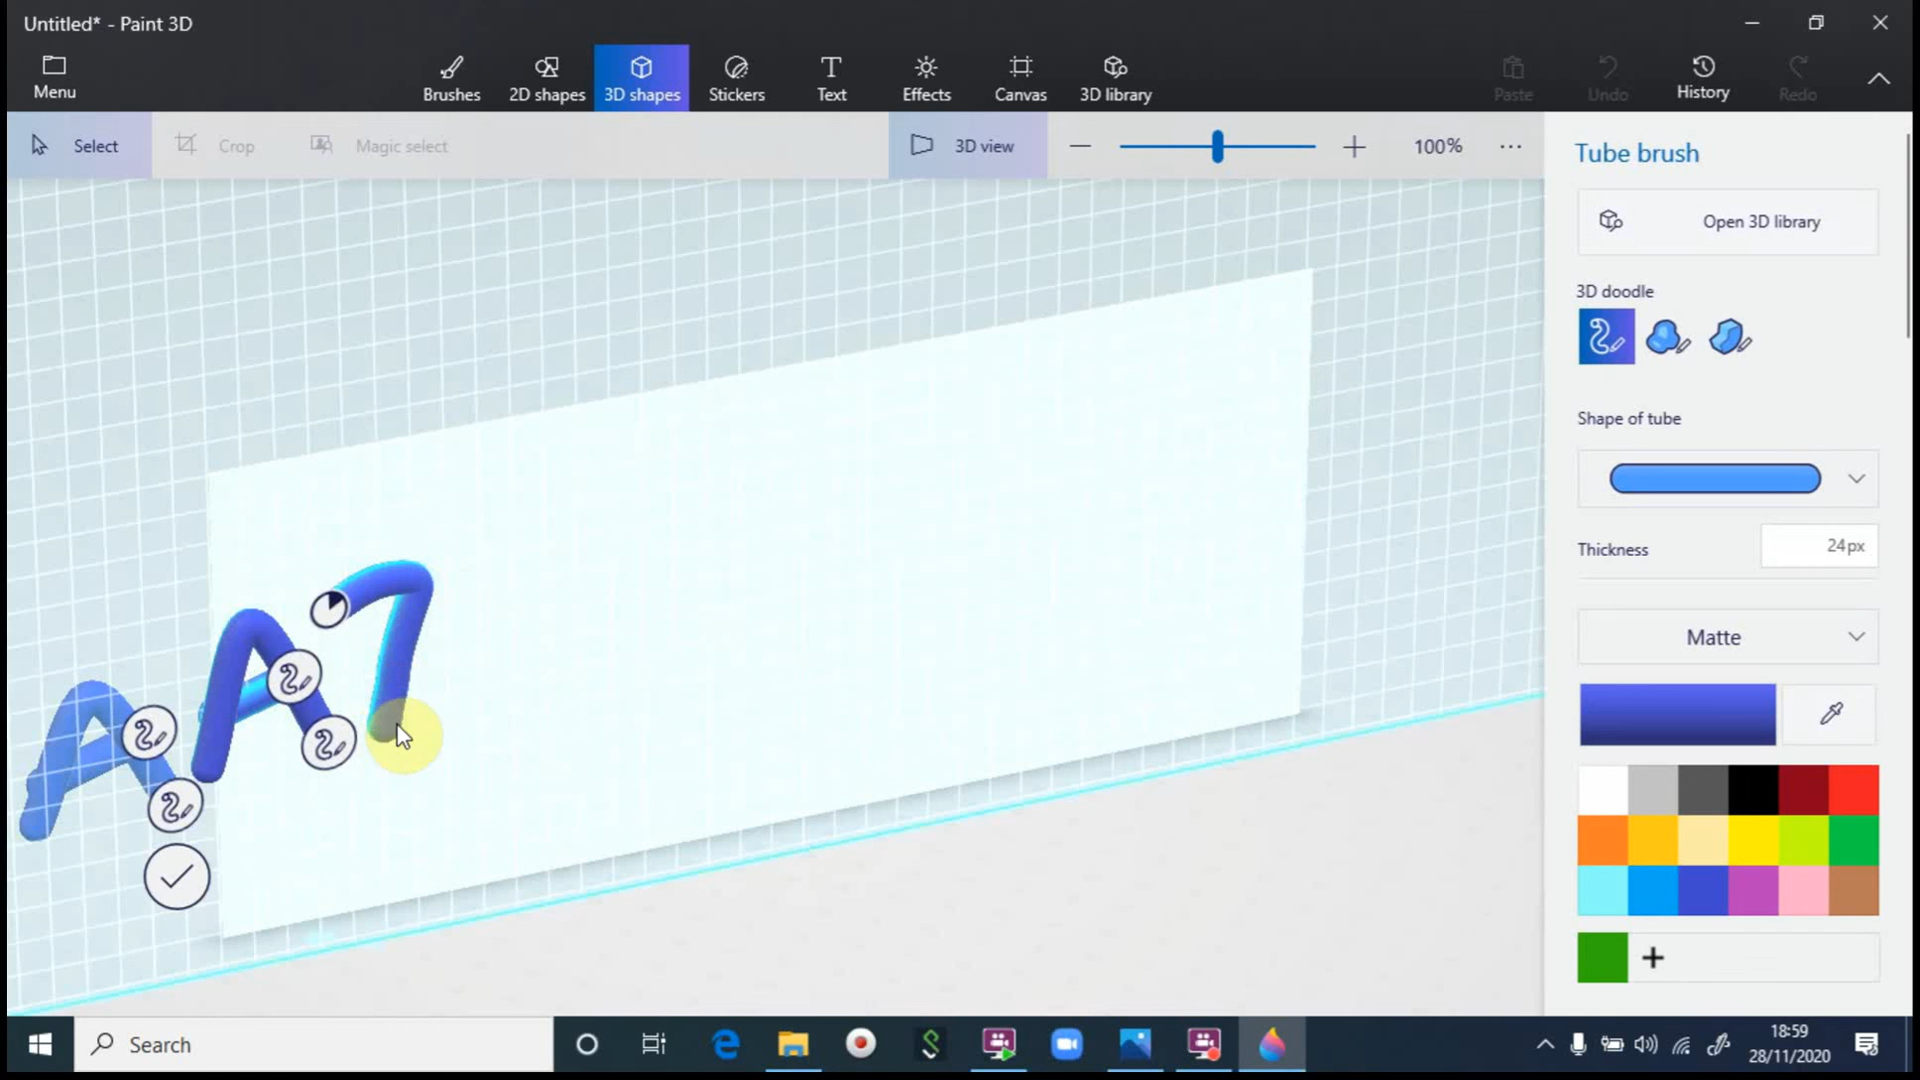 Untitled* - Paint 3D
Menu
Brushes
2D shapes
3D shapes
Stickers
Text
Effects
Canvas
3D library
Paste
Undo
History
Redo
Select
Crop
Magic select
3D view
100%
Tube brush
Open 3D library
3D doodle
Shape of tube
Thickness
24px
Matte
A A
Search
18:59
28/11/2020